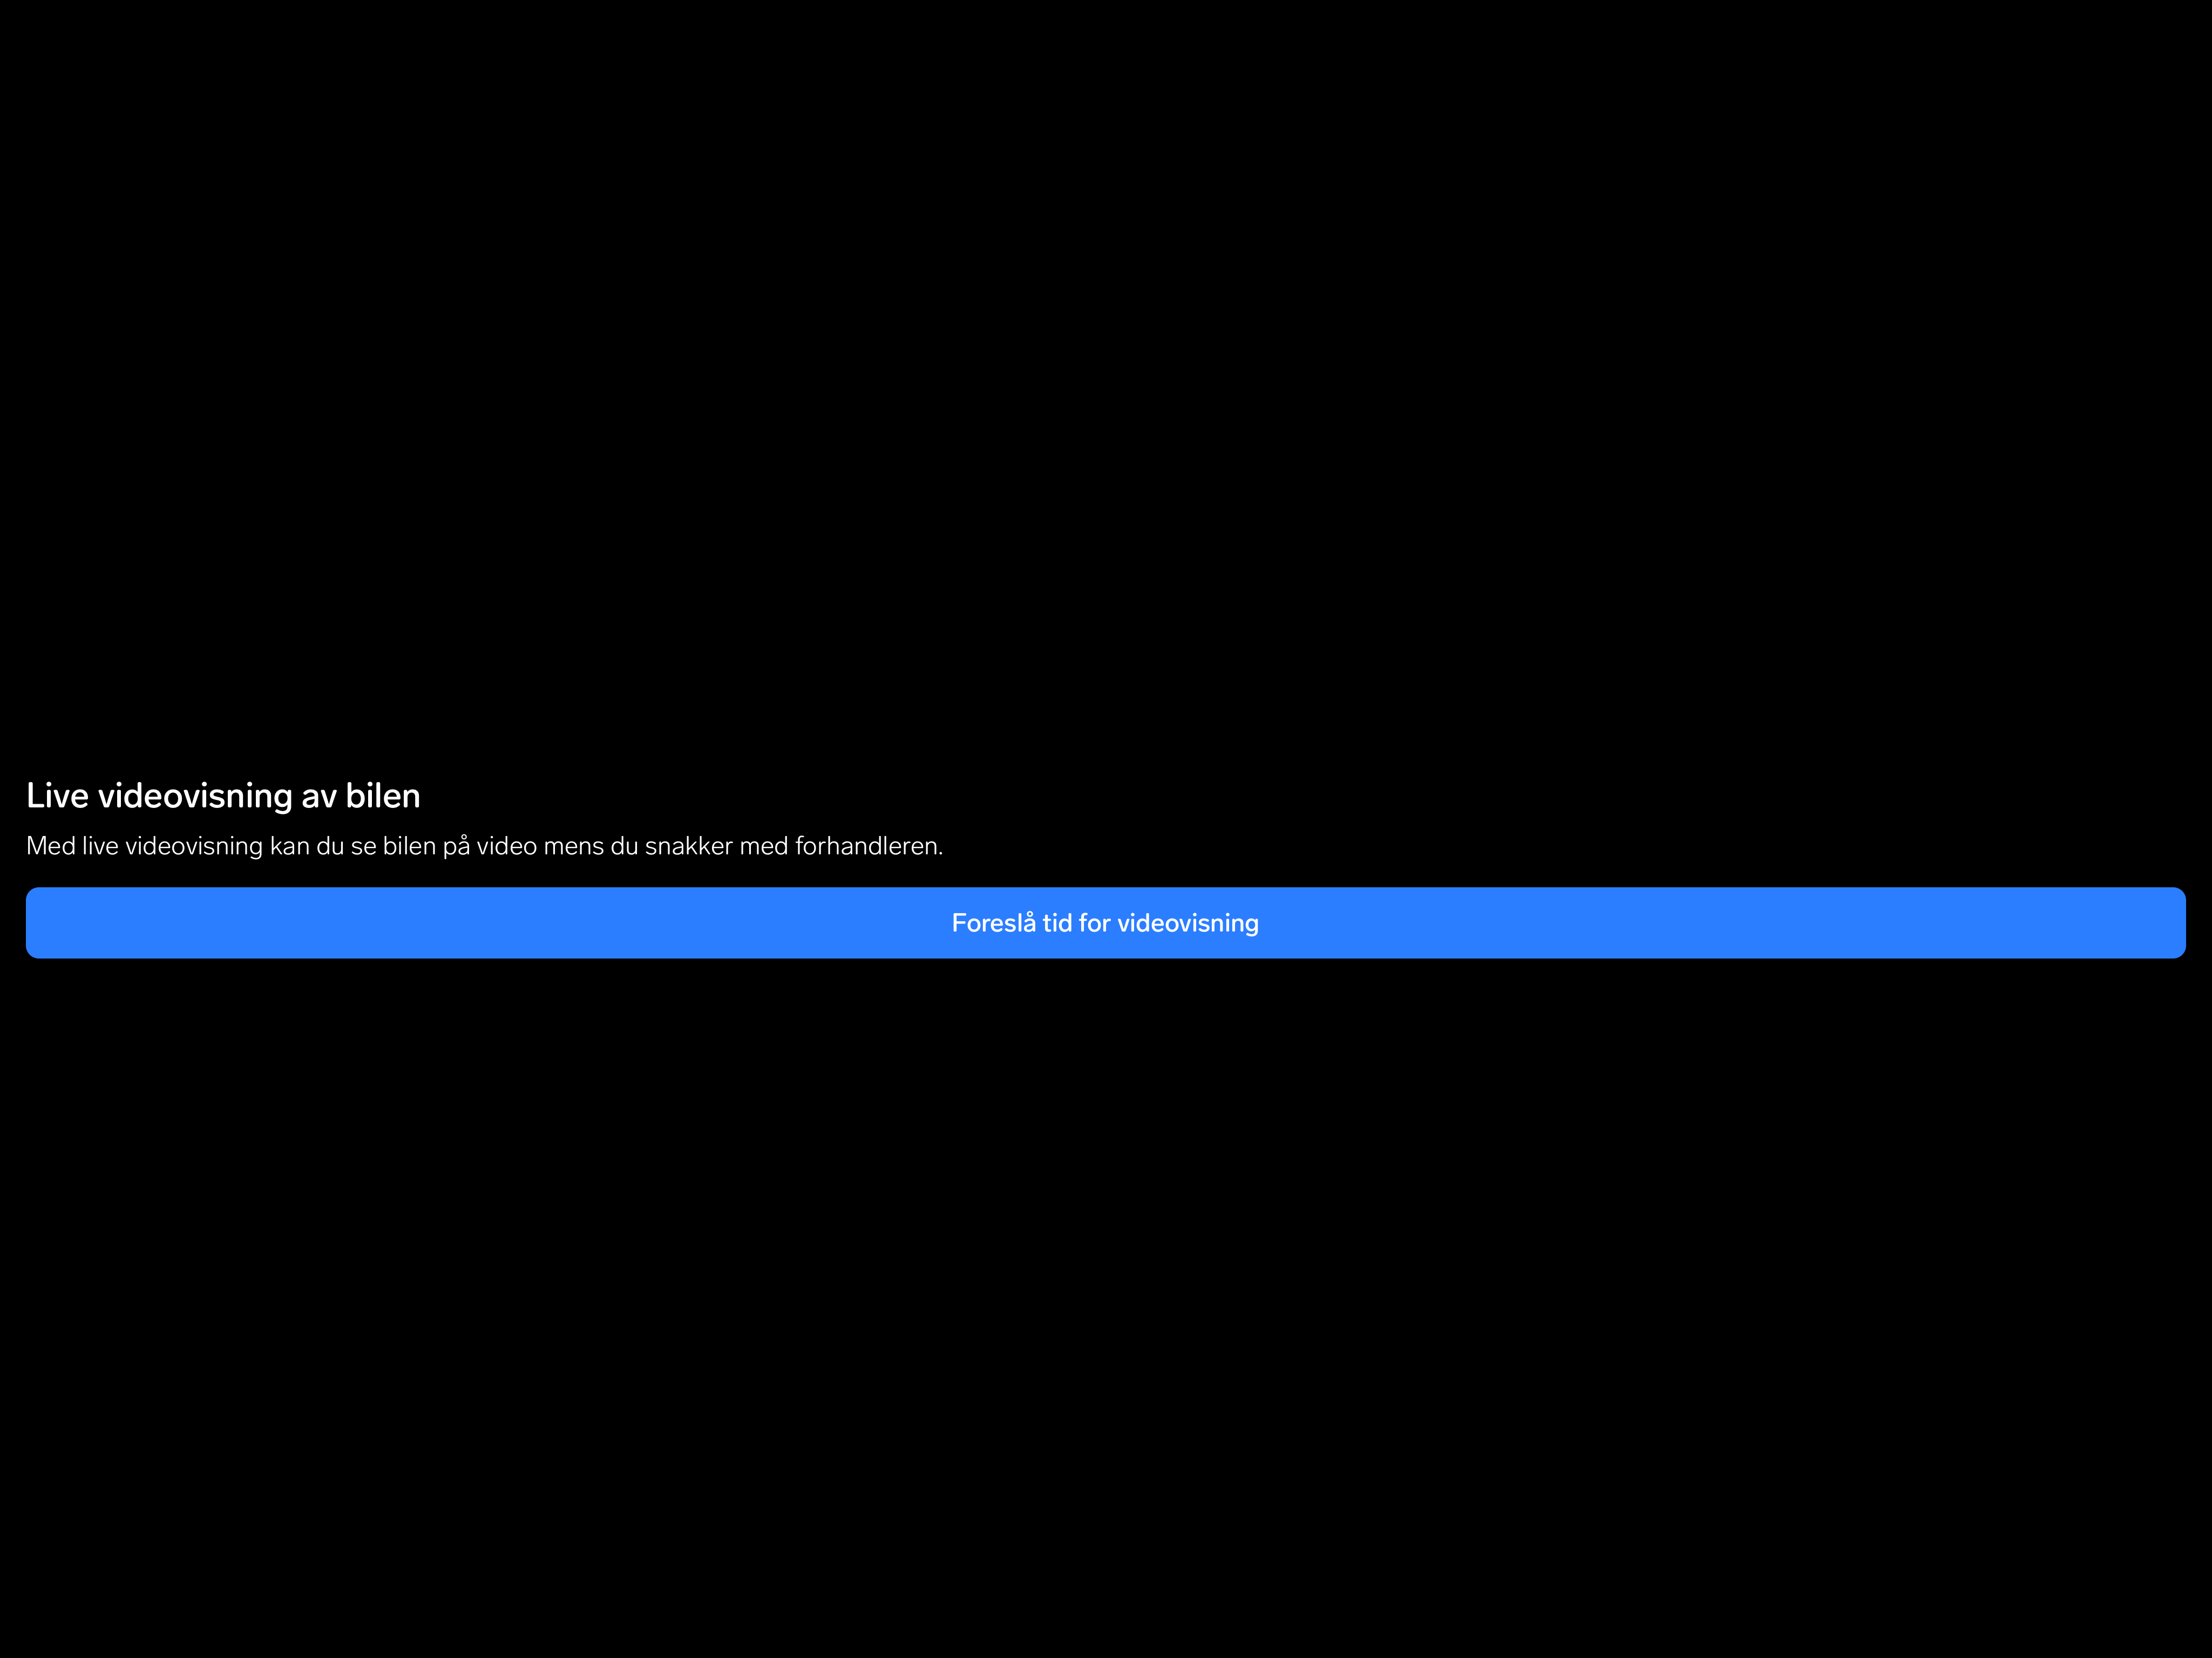 Live videovisning av bilen
Med live videovisning kan du se bilen på video mens du snakker med forhandleren.
Foreslå tid for videovisning